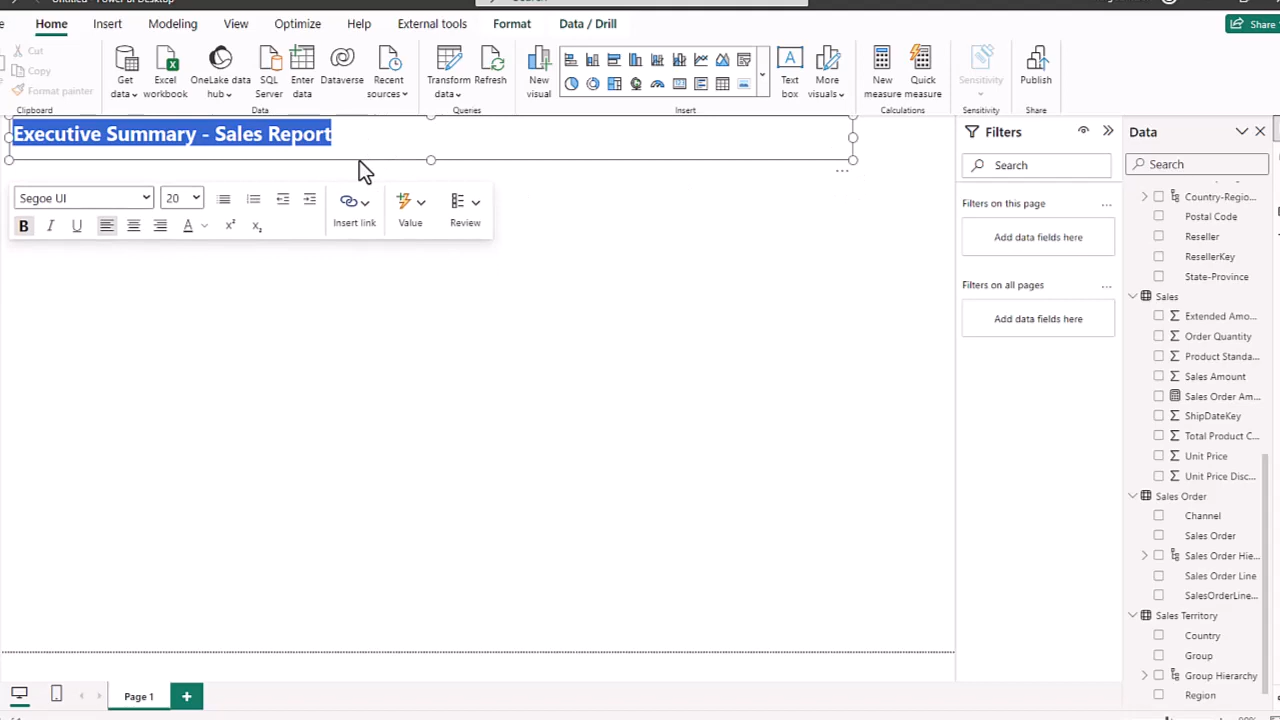 Home Insert Modeling View Optimize Help External tools Format Data / Drill Share
Cut
Copy
Format painter
Clipboard
Get data
Excel workbook
OneLake data hub
SQL Server
Enter data
Dataverse
Recent sources
Data
Transform data
Refresh
Queries
New visual
Text box
More visuals
Insert
New measure
Quick measure
Calculations
Sensitivity
Sensitivity
Publish
Share
Executive Summary - Sales Report
Segoe UI 20
B I U A x² x₂
Insert link
Value
Review
Filters
Search
Filters on this page ...
Add data fields here
Filters on all pages ...
Add data fields here
Data
Search
Country-Regio...
Postal Code
Reseller
ResellerKey
State-Province
Sales
Extended Amo...
Order Quantity
Product Standa...
Sales Amount
Sales Order Am...
ShipDateKey
Total Product C...
Unit Price
Unit Price Disc...
Sales Order
Channel
Sales Order
Sales Order Hie...
Sales Order Line
SalesOrderLine...
Sales Territory
Country
Group
Group Hierarchy
Region
Page 1